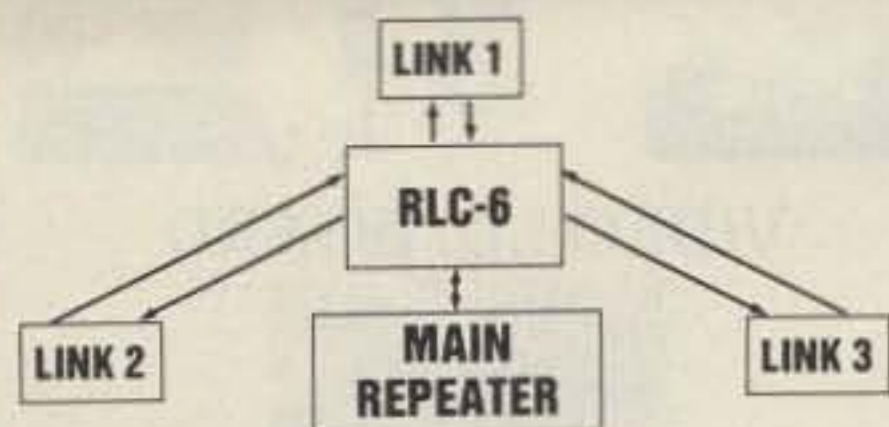 LINK 1
RLC-6
LINK 2
MAIN
REPEATER
LINK 3